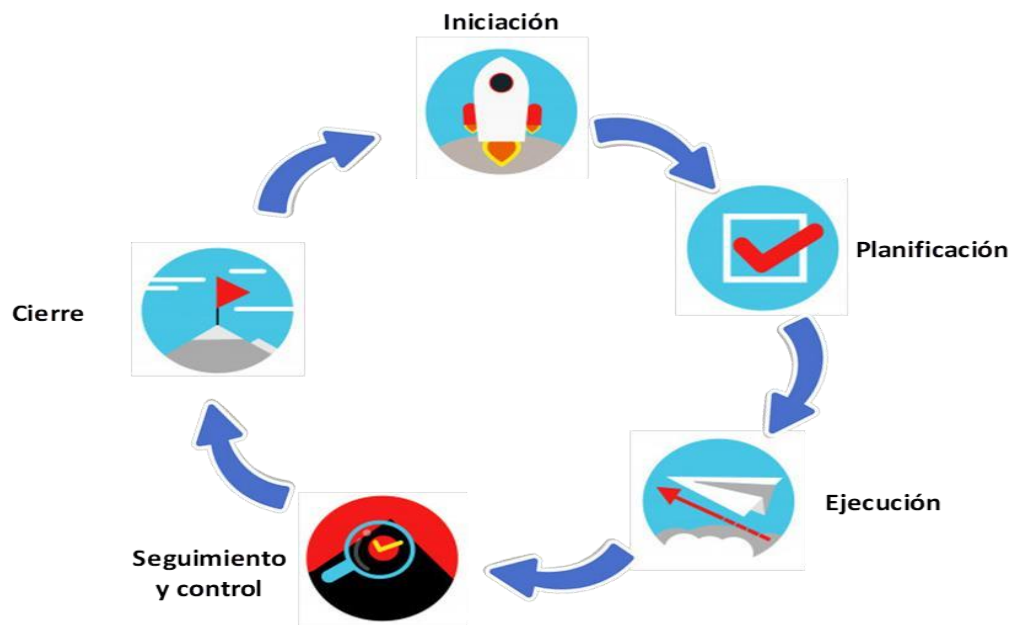 Iniciación
Planificación
Ejecución
Seguimiento
y control
Cierre